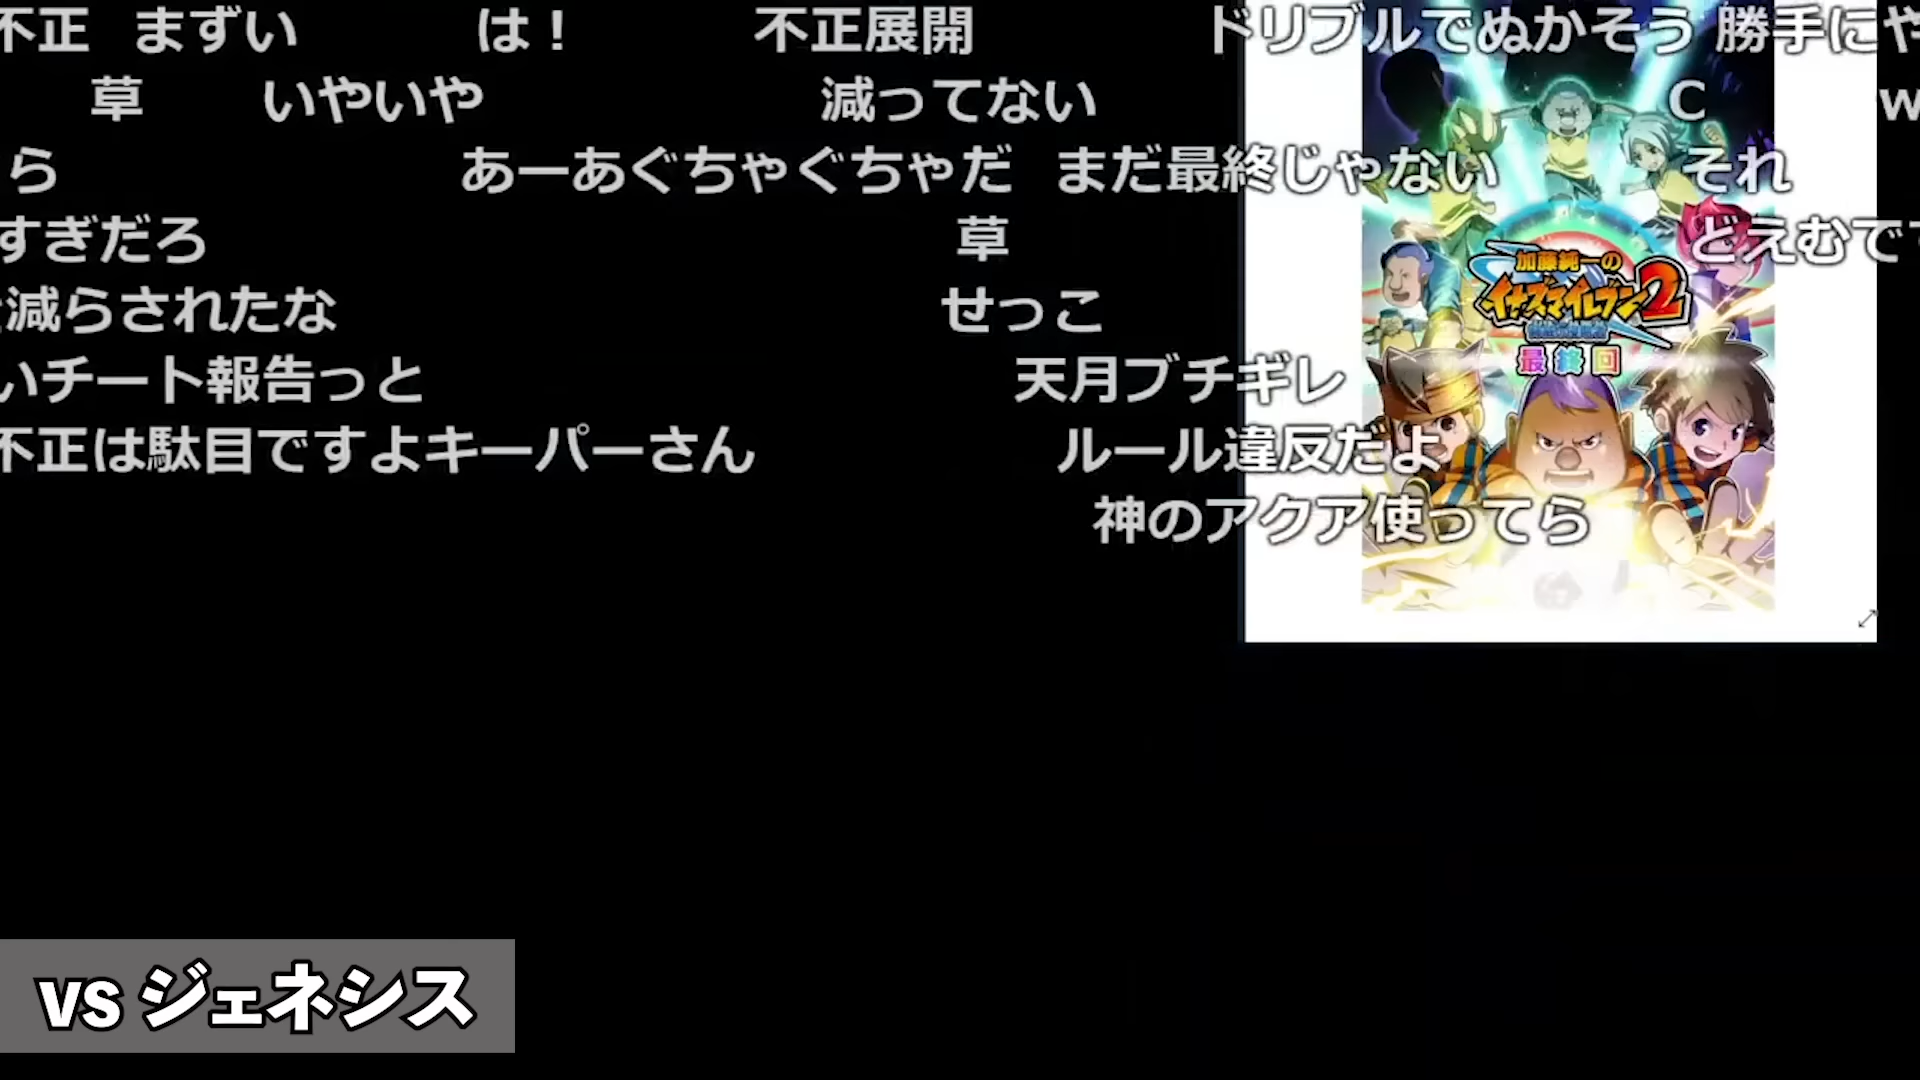 不正 まずい は！ 不正展開 ドリブルでぬかそう 勝手にや
草 いやいや 減ってない C w
ら あーあぐちゃぐちゃだ まだ最終じゃない それ
すぎだろ 草 どえむです
減らされたな せっこ
いチート報告っと 天月ブチギレ
不正は駄目ですよキーパーさん ルール違反だよ
神のアクア使ってら
加藤純一の
イナズマイレブン2
最終回
vs ジェネシス